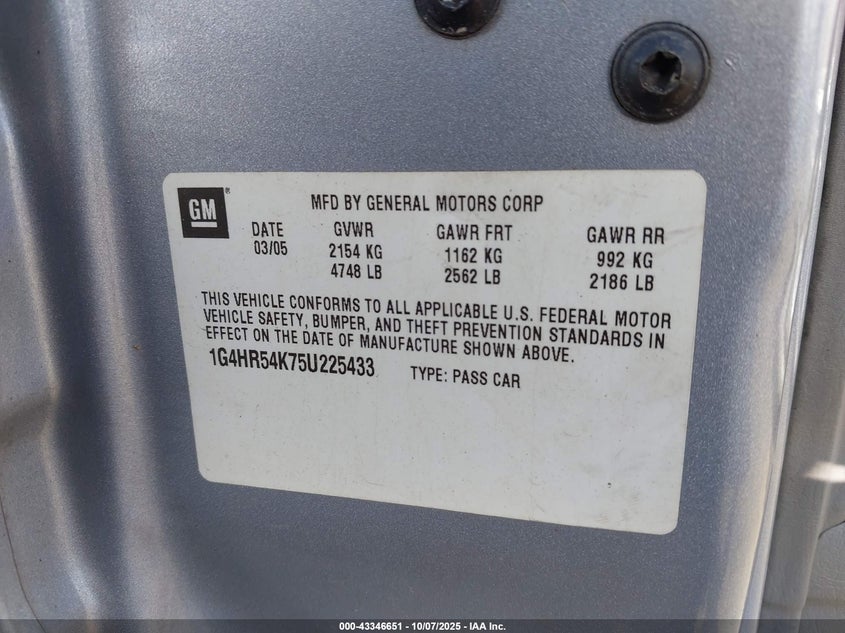 GM
MFD BY GENERAL MOTORS CORP
DATE GVWR GAWR FRT GAWR RR
03/05 2154 KG 1162 KG 992 KG
4748 LB 2562 LB 2186 LB
THIS VEHICLE CONFORMS TO ALL APPLICABLE U.S. FEDERAL MOTOR
VEHICLE SAFETY, BUMPER, AND THEFT PREVENTION STANDARDS IN
EFFECT ON THE DATE OF MANUFACTURE SHOWN ABOVE.
1G4HR54K75U225433 TYPE: PASS CAR
000-43346651 - 10/07/2025 - IAA Inc.